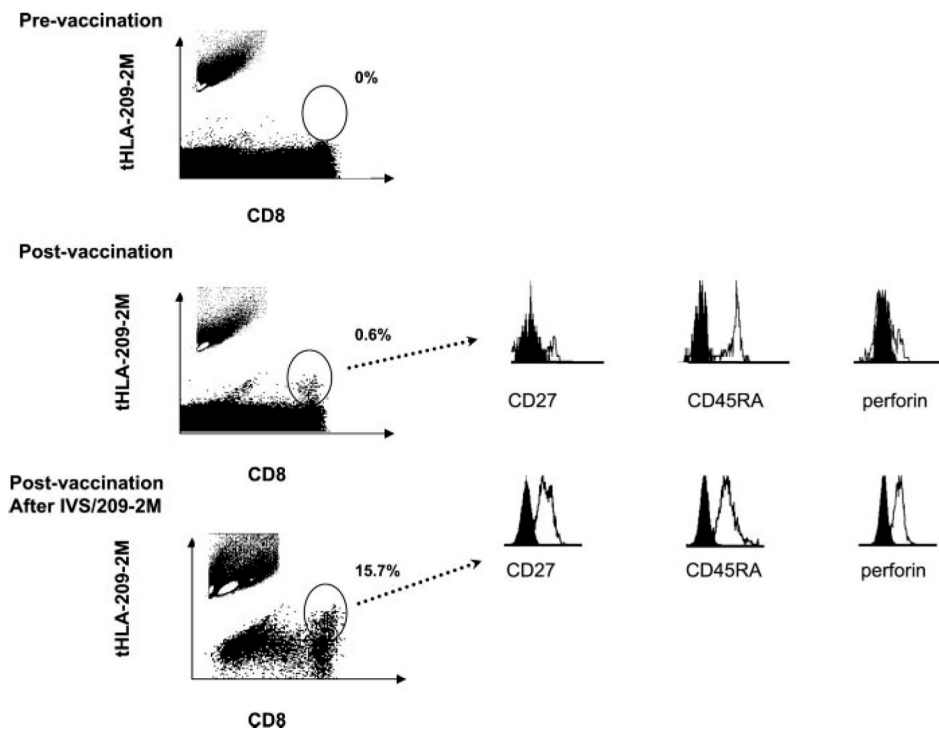 Pre-vaccination
tHLA-209-2M
0%
CD8
Post-vaccination
tHLA-209-2M
0.6%
CD27
CD45RA
perforin
CD8
Post-vaccination
After IVS/209-2M
tHLA-209-2M
15.7%
CD27
CD45RA
perforin
CD8